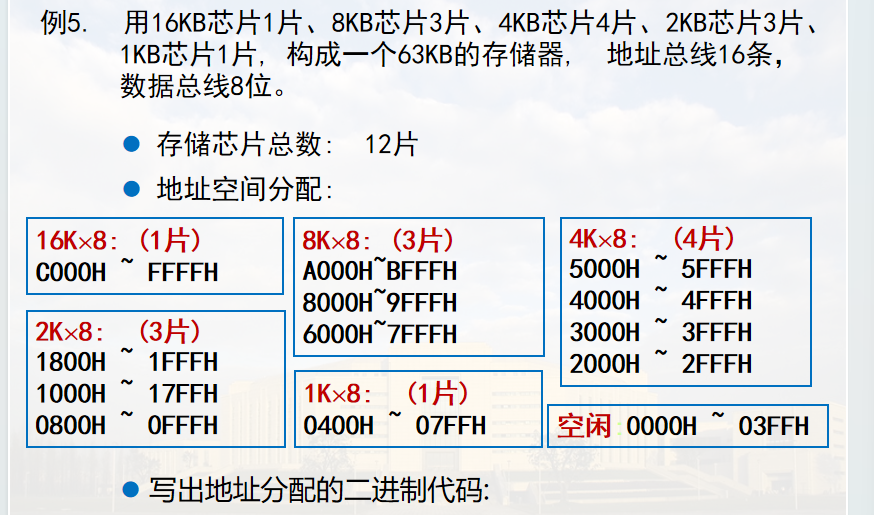 例5. 用16KB芯片1片、8KB芯片3片、4KB芯片4片、2KB芯片3片、
1KB芯片1片, 构成一个63KB的存储器, 地址总线16条,
数据总线8位。
● 存储芯片总数: 12片
● 地址空间分配:
16K×8: (1片)
C000H ~ FFFFH
8K×8: (3片)
A000H~BFFFH
8000H~9FFFH
6000H~7FFFH
4K×8: (4片)
5000H ~ 5FFFH
4000H ~ 4FFFH
3000H ~ 3FFFH
2000H ~ 2FFFH
2K×8: (3片)
1800H ~ 1FFFH
1000H ~ 17FFH
0800H ~ 0FFFH
1K×8: (1片)
0400H ~ 07FFH
空闲 0000H ~ 03FFH
● 写出地址分配的二进制代码: